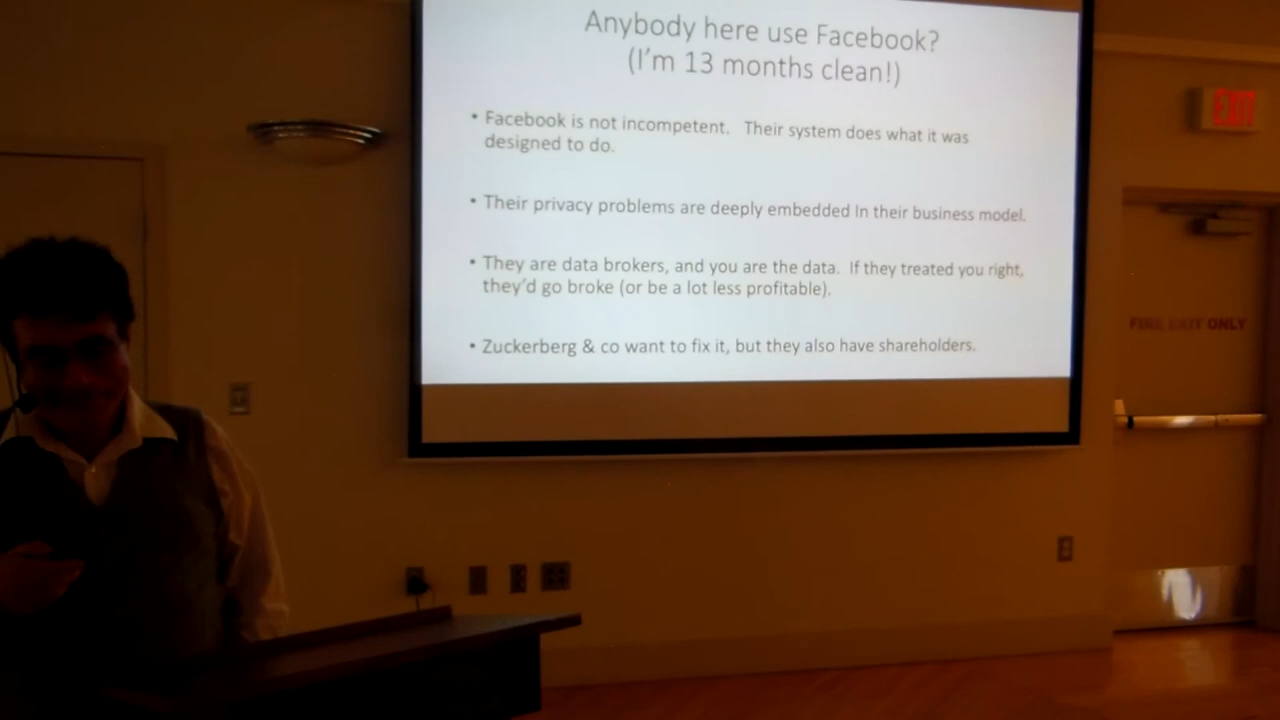 Anybody here use Facebook?
(I'm 13 months clean!)
• Facebook is not incompetent.  Their system does what it was
designed to do.
• Their privacy problems are deeply embedded in their business model.
• They are data brokers, and you are the data.  If they treated you right,
they'd go broke (or be a lot less profitable).
• Zuckerberg & co want to fix it, but they also have shareholders.
EXIT
FIRE EXIT ONLY